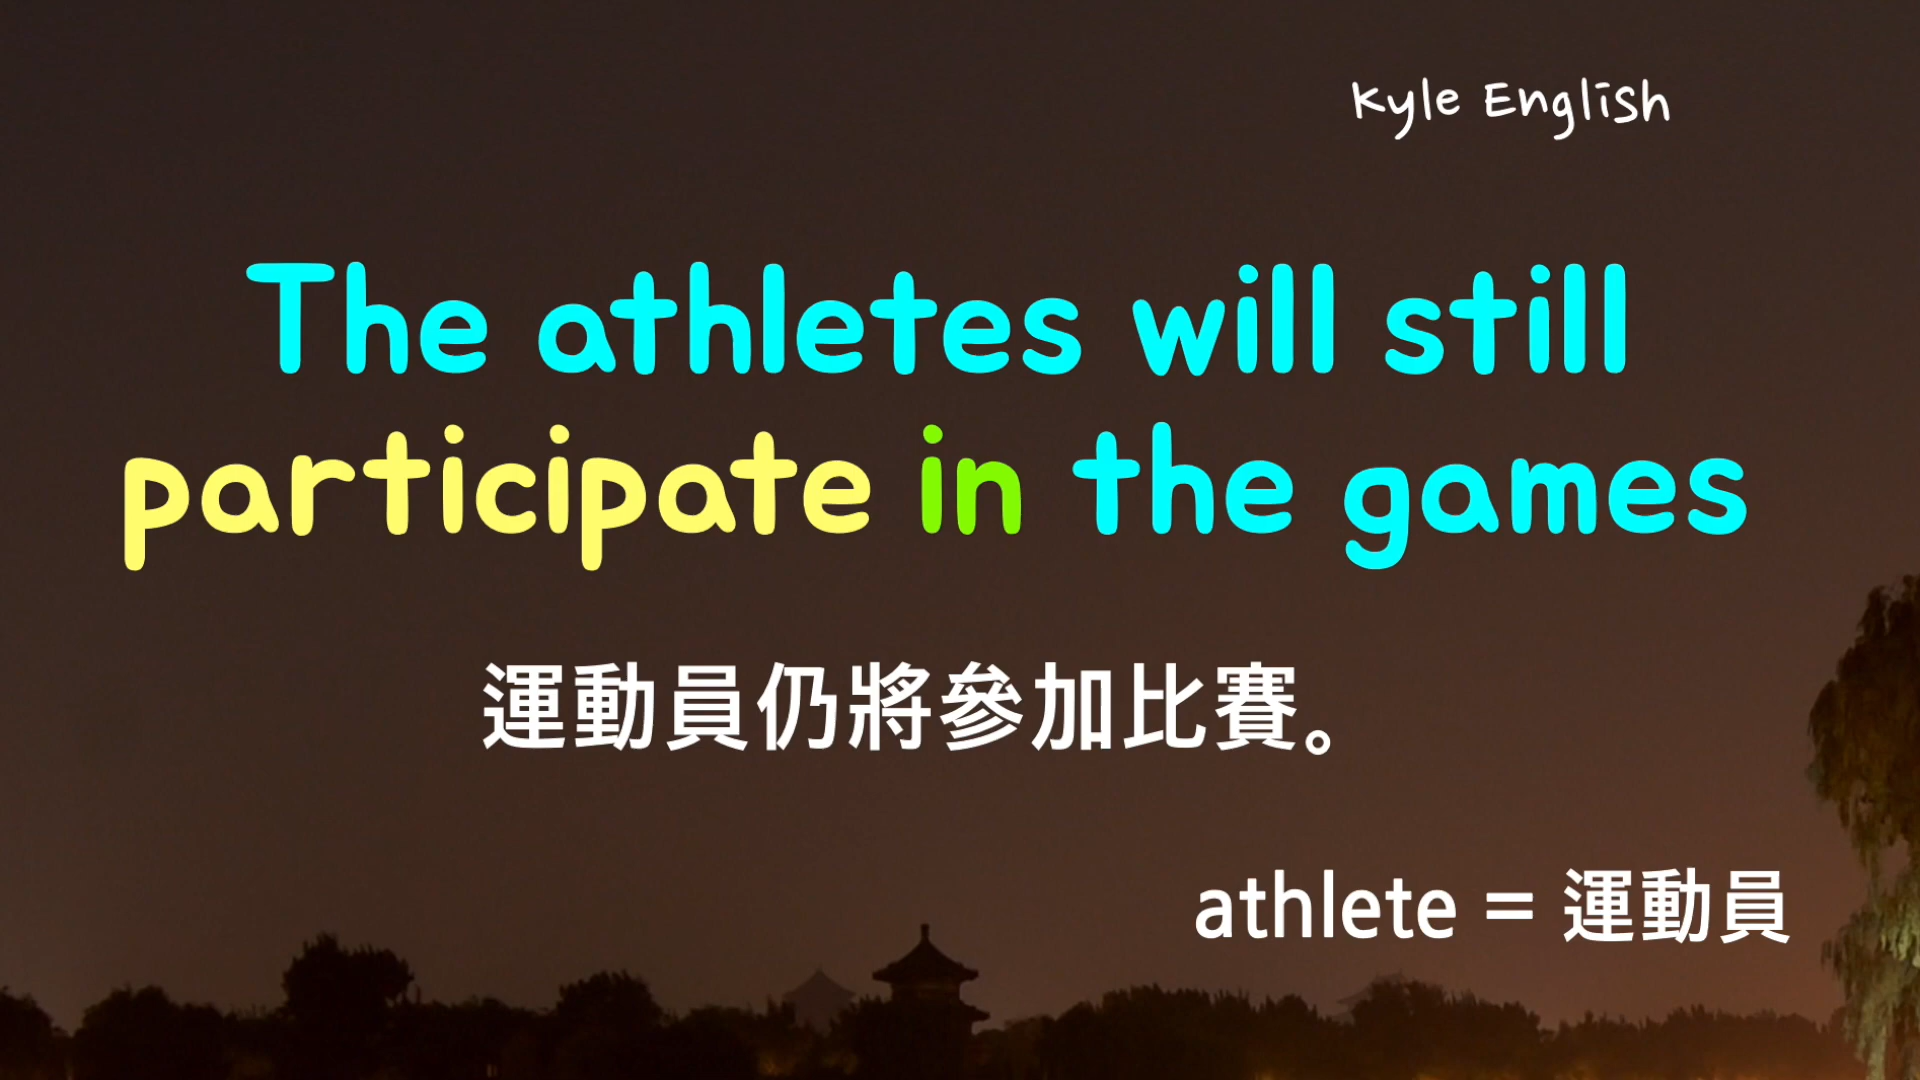 Kyle English
The athletes will still
participate in the games
運動員仍將參加比賽。
athlete = 運動員